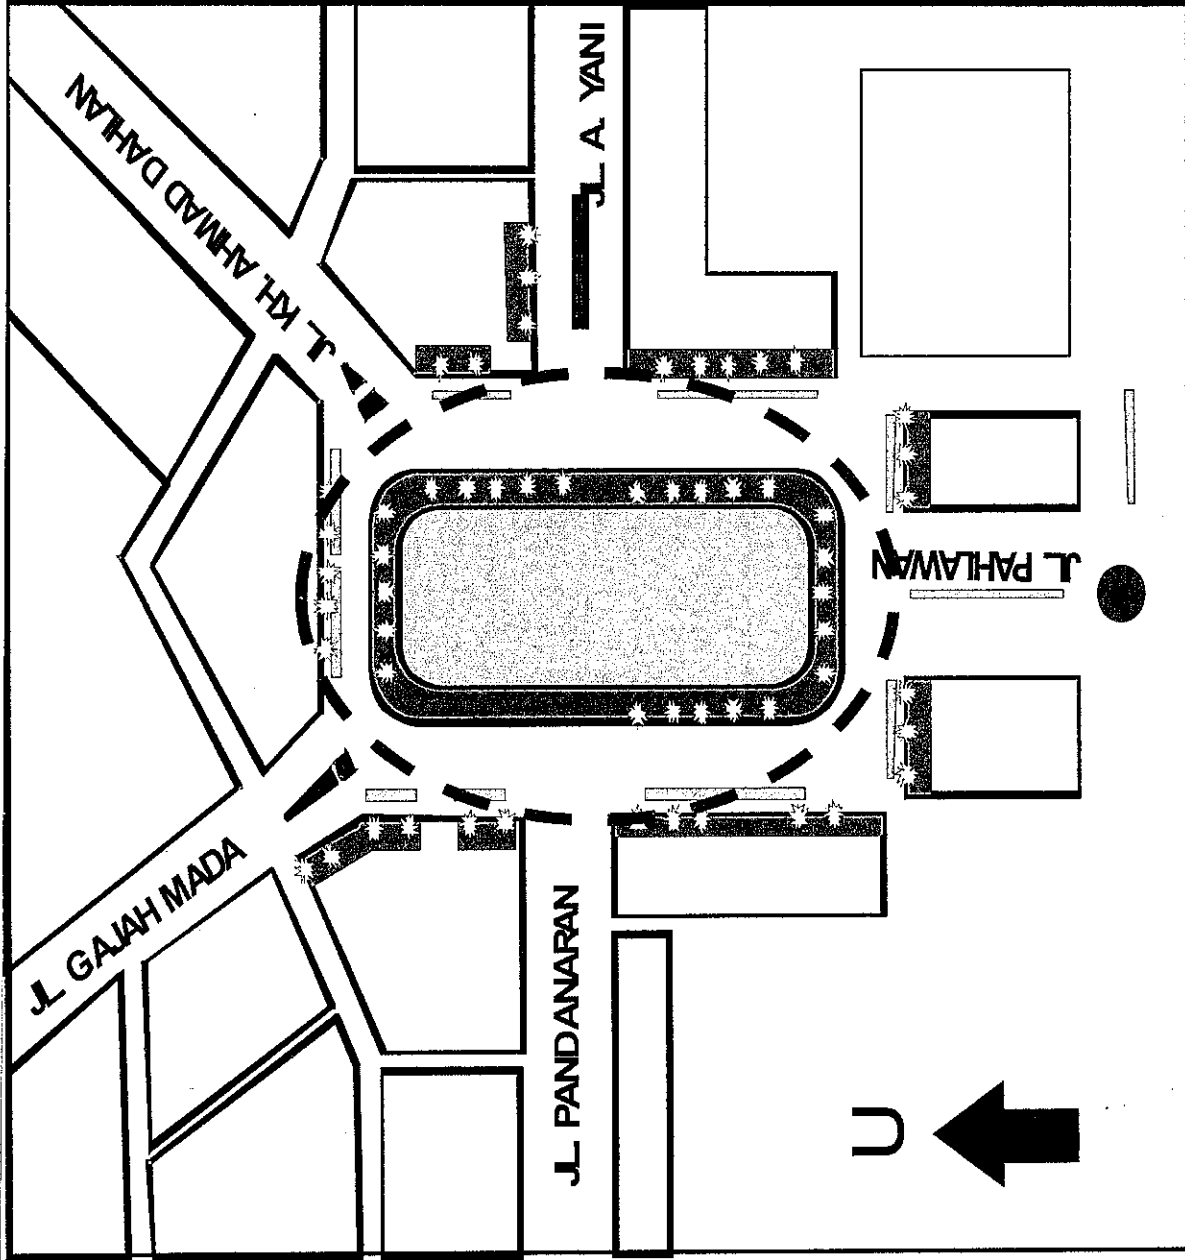 JL. A. YANI
JL. KH. AHMAD DAHLAN
JL. PAHLAWAN
JL. GAJAH MADA
JL. PANDANARAN
U